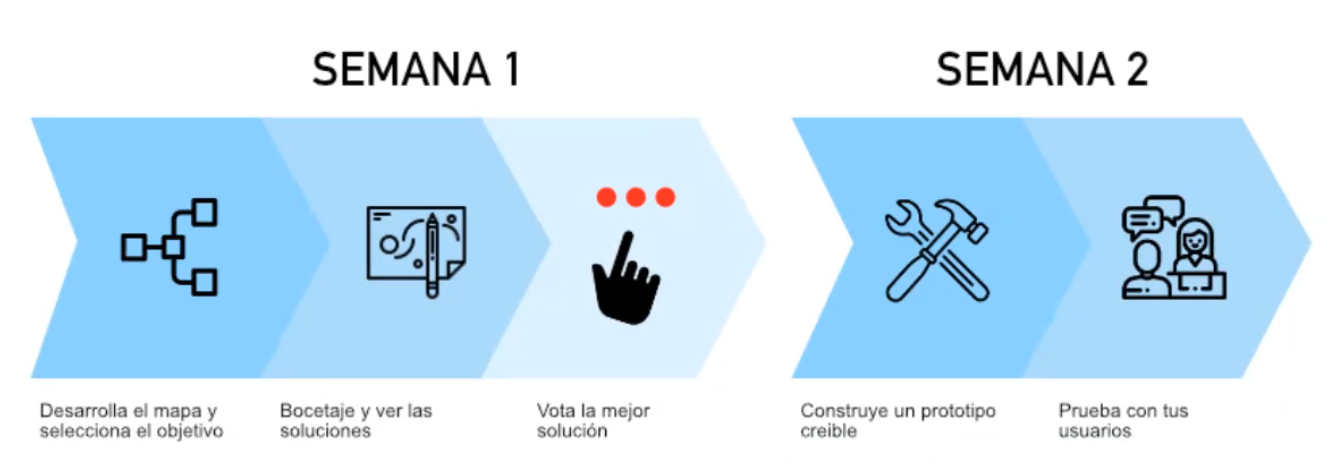 SEMANA 1
SEMANA 2
Desarrolla el mapa y
selecciona el objetivo
Bocetaje y ver las
soluciones
Vota la mejor
solución
Construye un prototipo
creible
Prueba con tus
usuarios